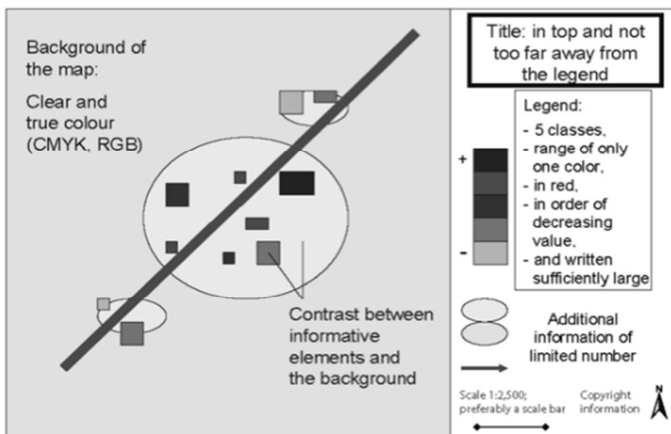 Background of
the map:
Clear and
true colour
(CMYK, RGB)
Contrast between
informative
elements and
the background
Title: in top and not
too far away from
the legend
Legend:
- 5 classes,
- range of only
one color,
- in red,
- in order of
decreasing
value,
- and written
sufficiently large
+
-
Additional
information of
limited number
Scale 1:2,500;
preferably a scale bar
Copyright
information
N